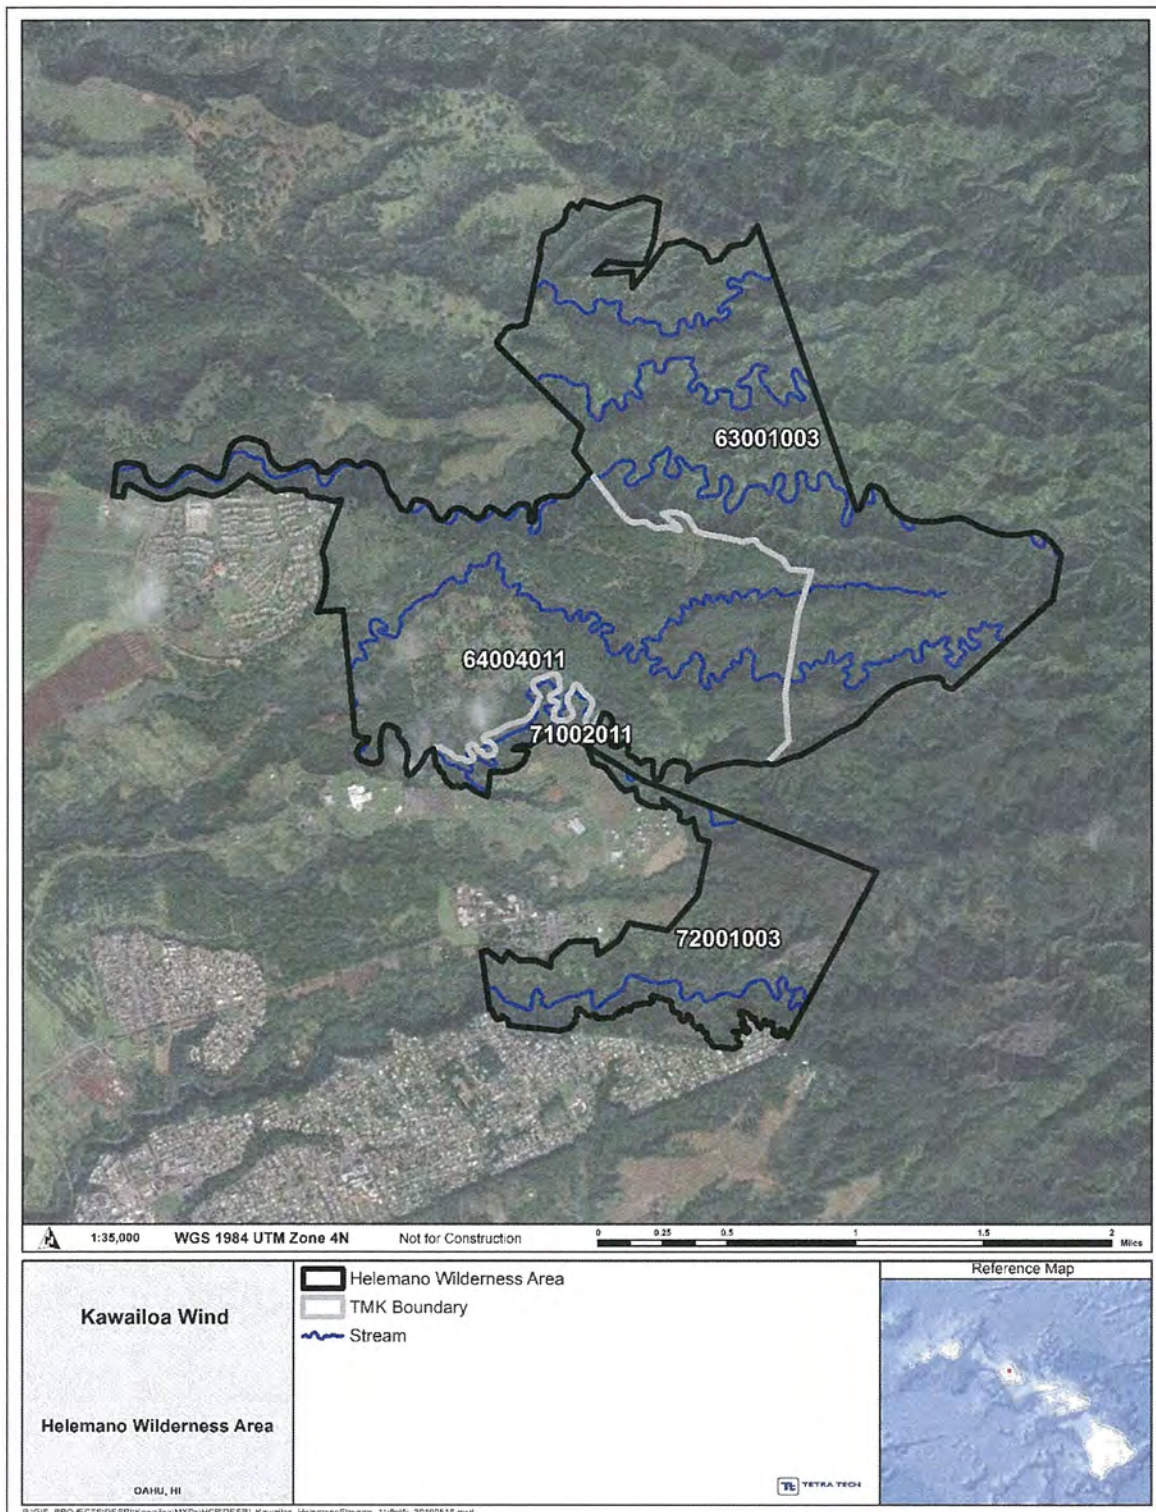 63001003
64004011
71002011
72001003
1:35,000 WGS 1984 UTM Zone 4N Not for Construction
0 0.25 0.5 1 1.5 2
Miles
Kawailoa Wind
Helemano Wilderness Area
OAHU, HI
Helemano Wilderness Area
TMK Boundary
Stream
Reference Map
TETRA TECH